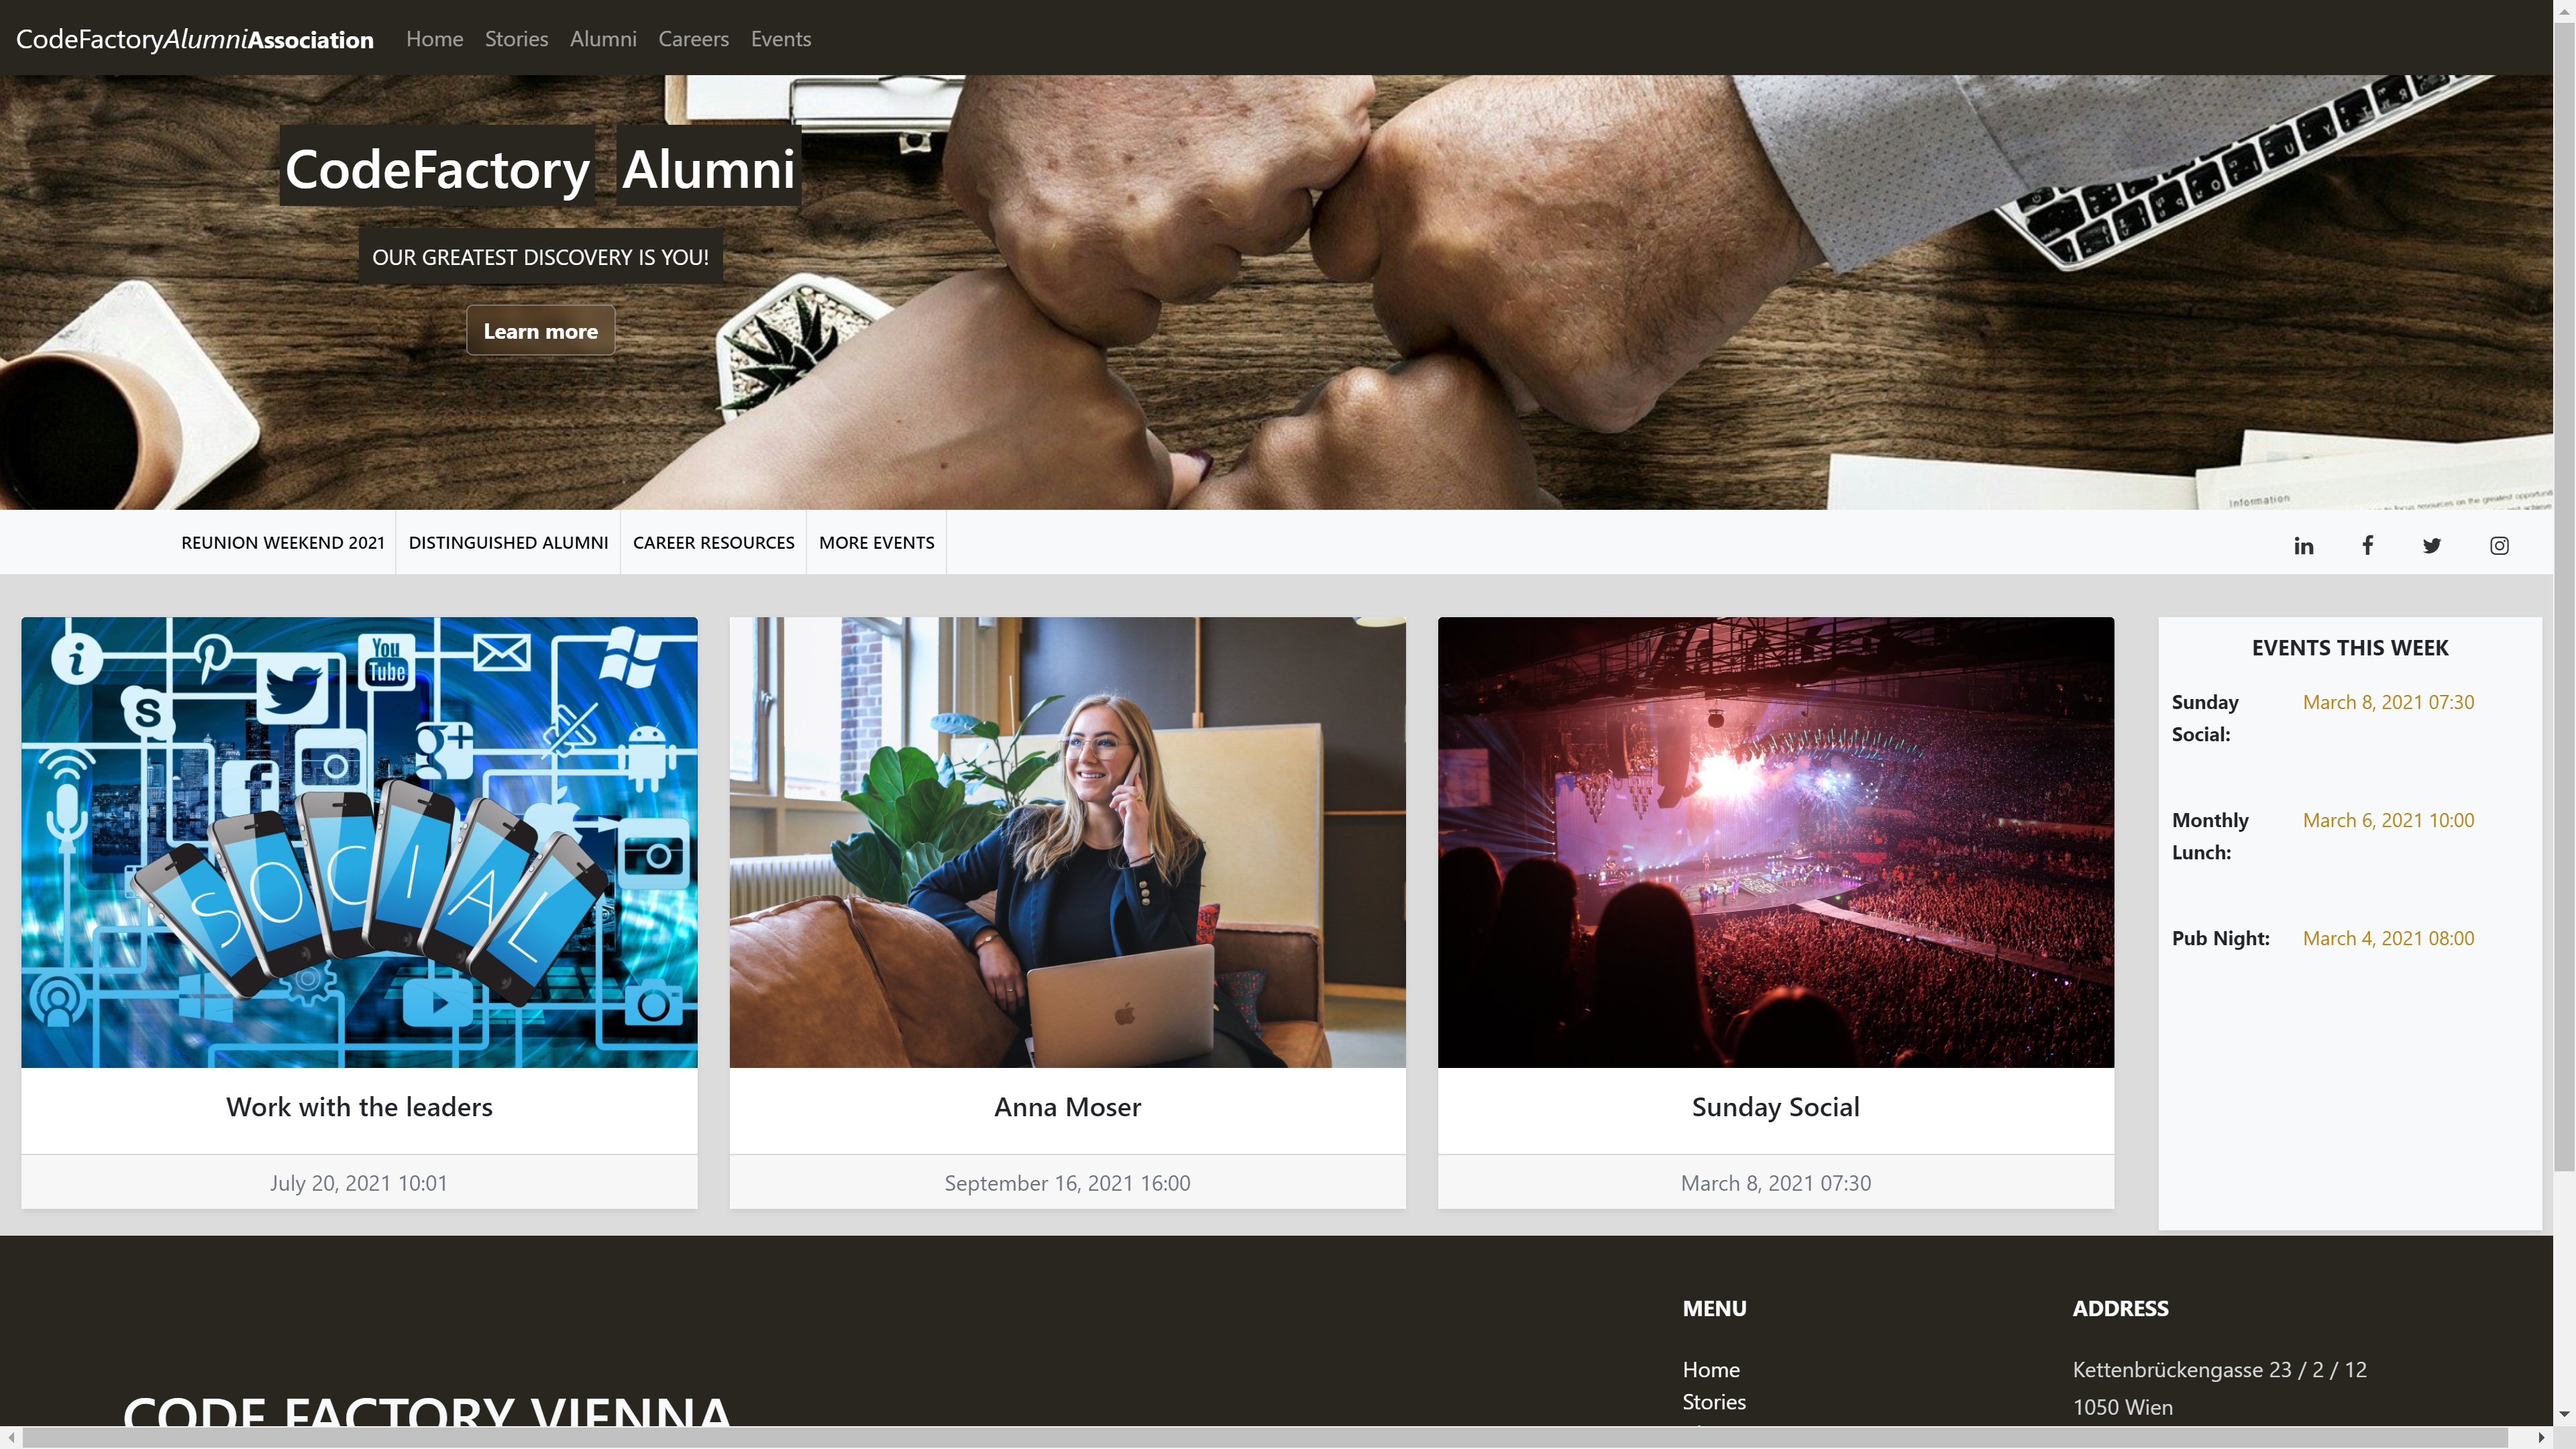 CodeFactoryAlumniAssociation
Home
Stories
Alumni
Careers
Events
CodeFactory Alumni
OUR GREATEST DISCOVERY IS YOU!
Learn more
Information
REUNION WEEKEND 2021
DISTINGUISHED ALUMNI
CAREER RESOURCES
MORE EVENTS
You
Tube
SOCIAL
Work with the leaders
July 20, 2021 10:01
Anna Moser
September 16, 2021 16:00
Sunday Social
March 8, 2021 07:30
EVENTS THIS WEEK
Sunday
Social:
March 8, 2021 07:30
Monthly
Lunch:
March 6, 2021 10:00
Pub Night:
March 4, 2021 08:00
CODE FACTORY VIENNA
MENU
Home
Stories
ADDRESS
Kettenbrückengasse 23 / 2 / 12
1050 Wien